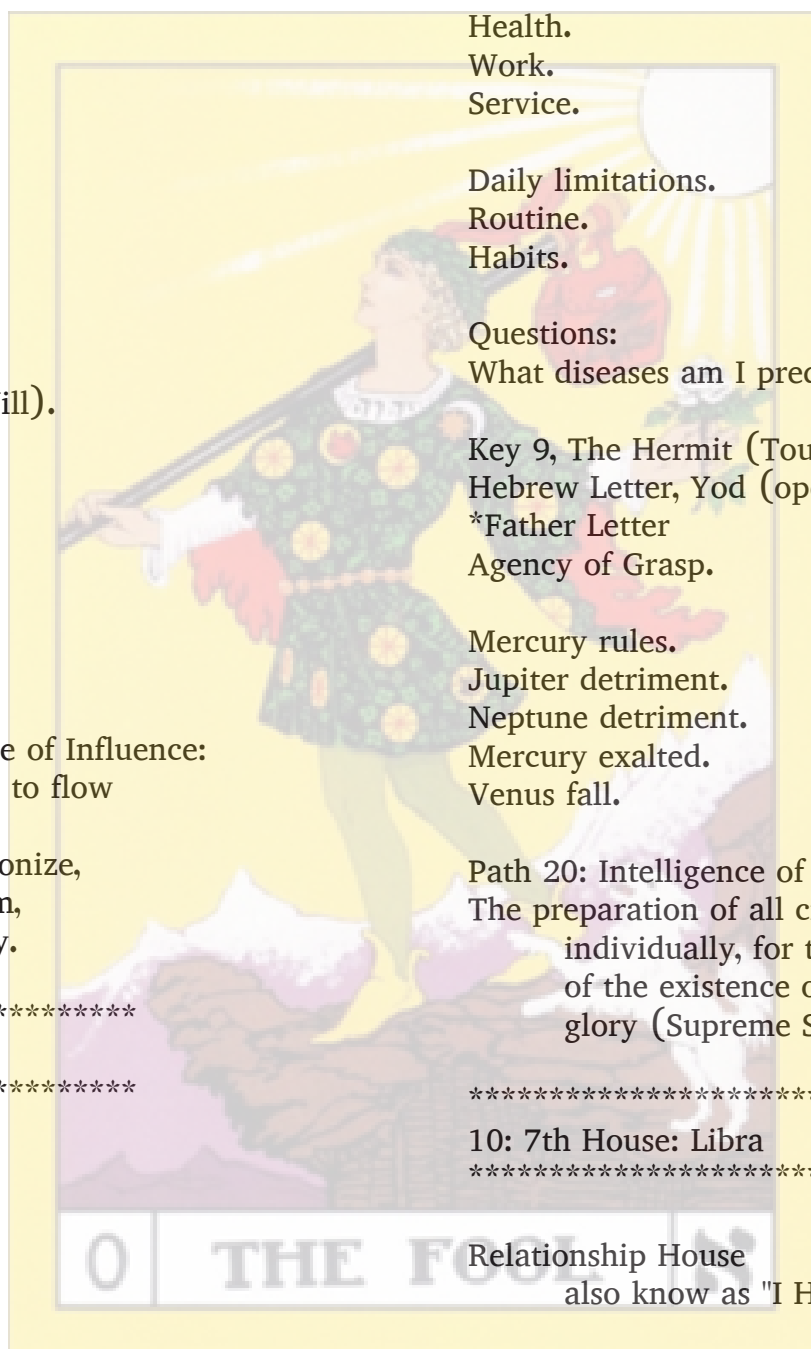 ill).
e of Influence:
to flow
onize,
y.
*********
*********
Health.
Work.
Service.
Daily limitations.
Routine.
Habits.
Questions:
What diseases am I pred
Key 9, The Hermit (Tou
Hebrew Letter, Yod (op
*Father Letter
Agency of Grasp.
Mercury rules.
Jupiter detriment.
Neptune detriment.
Mercury exalted.
Venus fall.
Path 20: Intelligence of
The preparation of all c
individually, for t
of the existence o
glory (Supreme S
**********************
10: 7th House: Libra
**********************
Relationship House
also know as "I H
0 THE FOOL א